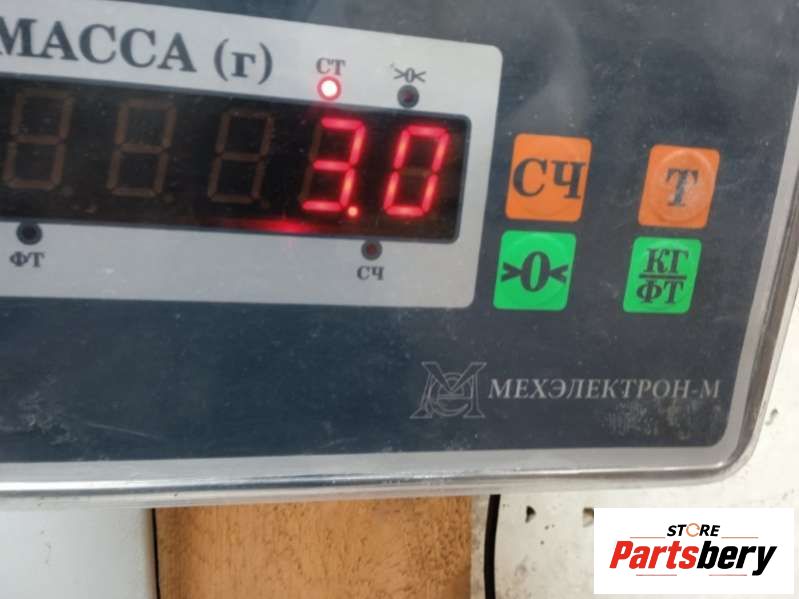 МАССА (г)
СТ
>0<
3.0
ФТ
СЧ
СЧ
Т
>0<
КГ
ФТ
МЕХЭЛЕКТРОН-М
STORE
Partsbery